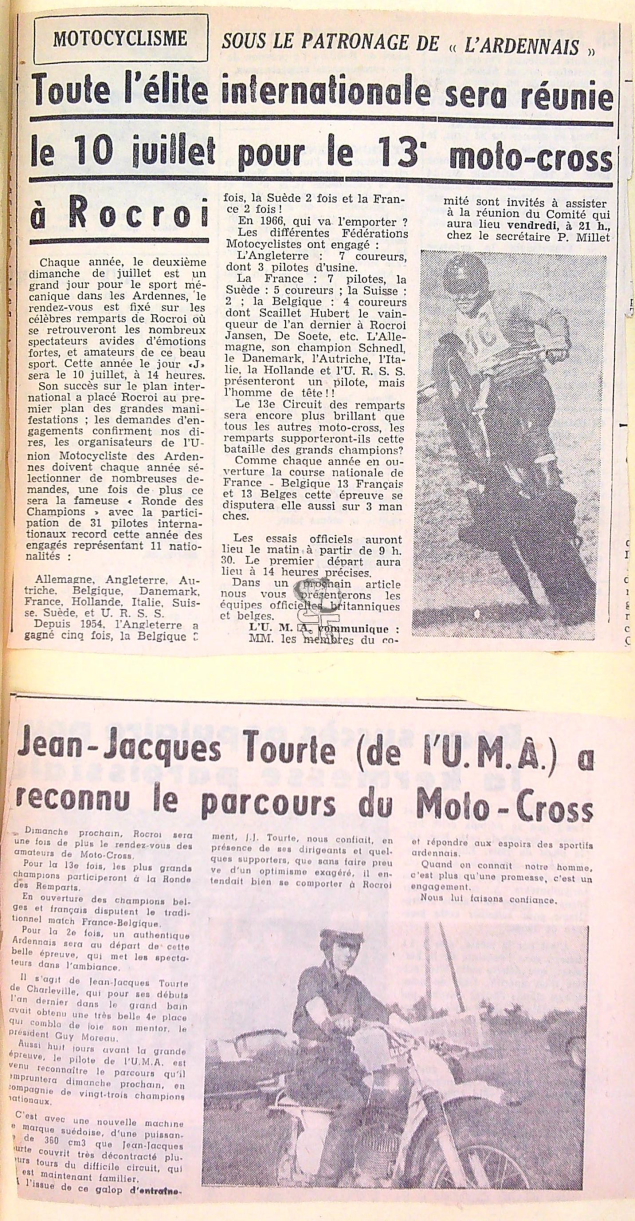 MOTOCYCLISME
SOUS LE PATRONAGE DE « L'ARDENNAIS »
Toute l'élite internationale sera réunie
le 10 juillet pour le 13e moto-cross
à Rocroi
Chaque année, le deuxième
dimanche de juillet est un
grand jour pour le sport mé-
canique dans les Ardennes, le
rendez-vous est fixé sur les
célèbres remparts de Rocroi où
se retrouveront les nombreux
spectateurs avides d'émotions
fortes, et amateurs de ce beau
sport. Cette année le jour «J»
sera le 10 juillet, à 14 heures.
Son succès sur le plan inter-
national a placé Rocroi au
premier plan des grandes mani-
festations ; les demandes d'en-
gagements confirment nos di-
res, les organisateurs de l'U-
nion Motocycliste des Arden-
nes doivent chaque année sé-
lectionner de nombreuses de-
mandes, une fois de plus ce
sera la fameuse « Ronde des
Champions » avec la partici-
pation de 31 pilotes interna-
tionaux record cette année des
engagés représentant 11 natio-
nalités :
Allemagne, Angleterre, Au-
triche, Belgique, Danemark,
France, Hollande, Italie, Suis-
se, Suède, et U. R. S. S.
Depuis 1954, l'Angleterre a
gagné cinq fois, la Belgique 2
fois, la Suède 2 fois et la Fran-
ce 2 fois !
En 1966, qui va l'emporter ?
Les différentes Fédérations
Motocyclistes ont engagé :
L'Angleterre : 7 coureurs,
dont 3 pilotes d'usine.
La France : 7 pilotes, la
Suède : 5 coureurs ; la Suisse :
2 ; la Belgique : 4 coureurs
dont Scaillet Hubert le vain-
queur de l'an dernier à Rocroi
Jansen, De Soete, etc. L'Alle-
magne, son champion Schnedl,
le Danemark, l'Autriche, l'Ita-
lie, la Hollande et l'U. R. S. S.
présenteront un pilote, mais
l'homme de tête ! !
Le 13e Circuit des remparts
sera encore plus brillant que
tous les autres moto-cross, les
remparts supporteront-ils cette
bataille des grands champions?
Comme chaque année en ou-
verture la course nationale de
France - Belgique 13 Français
et 13 Belges cette épreuve se
disputera elle aussi sur 3 man
ches.
Les essais officiels auront
lieu le matin à partir de 9 h.
30. Le premier départ aura
lieu à 14 heures précises.
Dans un prochain article
nous vous présenterons les
équipes officielles britanniques
et belges.
L'U. M. A. communique :
MM. les membres du co-
mité sont invités à assister
à la réunion du Comité qui
aura lieu vendredi, à 21 h.,
chez le secrétaire P. Millet
Jean-Jacques Tourte (de l'U.M.A.) a
reconnu le parcours du Moto-Cross
Dimanche prochain, Rocroi sera
une fois de plus le rendez-vous des
amateurs de Moto-Cross.
Pour la 13e fois, les plus grands
champions participeront à la Ronde
des Remparts.
En ouverture des champions bel-
ges et français disputent le tradi-
tionnel match France-Belgique.
Pour la 2e fois, un authentique
Ardennais sera au départ de cette
belle épreuve, qui met les specta-
teurs dans l'ambiance.
Il s'agit de Jean-Jacques Tourte
de Charleville, qui pour ses débuts
l'an dernier dans le grand bain
avait obtenu une très belle 4e place
qui combla de joie son mentor, le
président Guy Moreau.
Aussi huit jours avant la grande
épreuve, le pilote de l'U.M.A. est
venu reconnaître le parcours qu'il
empruntera dimanche prochain, en
compagnie de vingt-trois champions
nationaux.
C'est avec une nouvelle machine
marque suédoise, d'une puissan-
de 360 cm3 que Jean-Jacques
urte couvrit très décontracté plu-
urs tours du difficile circuit, qui
est maintenant familier.
l'issue de ce galop d'entraîne-
ment, J.J. Tourte, nous confiait, en
présence de ses dirigeants et quel-
ques supporters, que sans faire preu
ve d'un optimisme exagéré, il en-
tendait bien se comporter à Rocroi
et répondre aux espoirs des sportifs
ardennais.
Quand on connait notre homme,
c'est plus qu'une promesse, c'est un
engagement.
Nous lui faisons confiance.